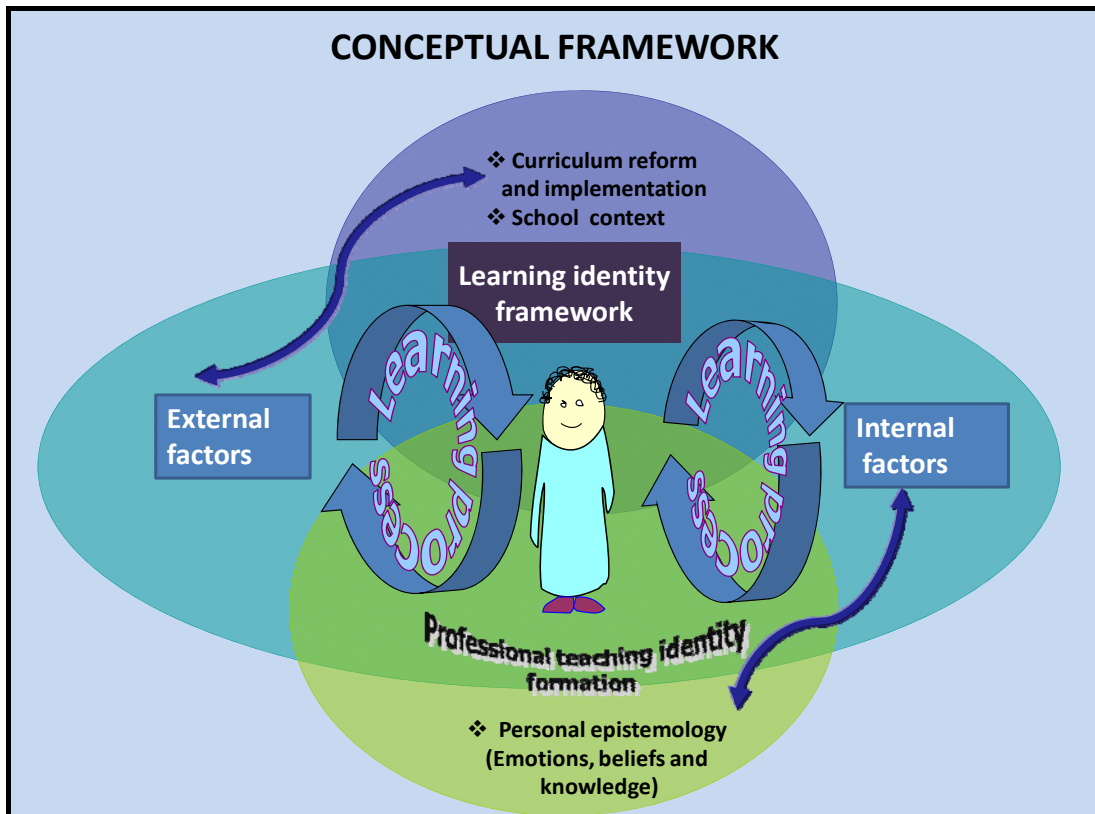 CONCEPTUAL FRAMEWORK
❖ Curriculum reform
and implementation
❖ School context
Learning identity
framework
External
factors
Learning process
Learning process
Internal
factors
Professional teaching identity
formation
❖ Personal epistemology
(Emotions, beliefs and
knowledge)